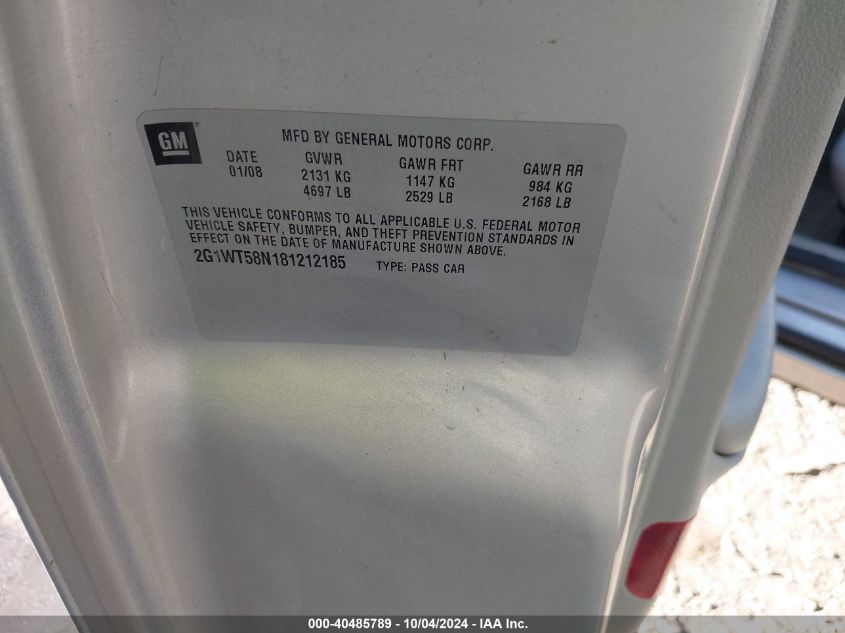 GM
MFD BY GENERAL MOTORS CORP.
DATE GVWR GAWR FRT GAWR RR
01/08 2131 KG 1147 KG 984 KG
4697 LB 2529 LB 2168 LB
THIS VEHICLE CONFORMS TO ALL APPLICABLE U.S. FEDERAL MOTOR
VEHICLE SAFETY, BUMPER, AND THEFT PREVENTION STANDARDS IN
EFFECT ON THE DATE OF MANUFACTURE SHOWN ABOVE.
2G1WT58N181212185 TYPE: PASS CAR
000-40485789 - 10/04/2024 - IAA Inc.